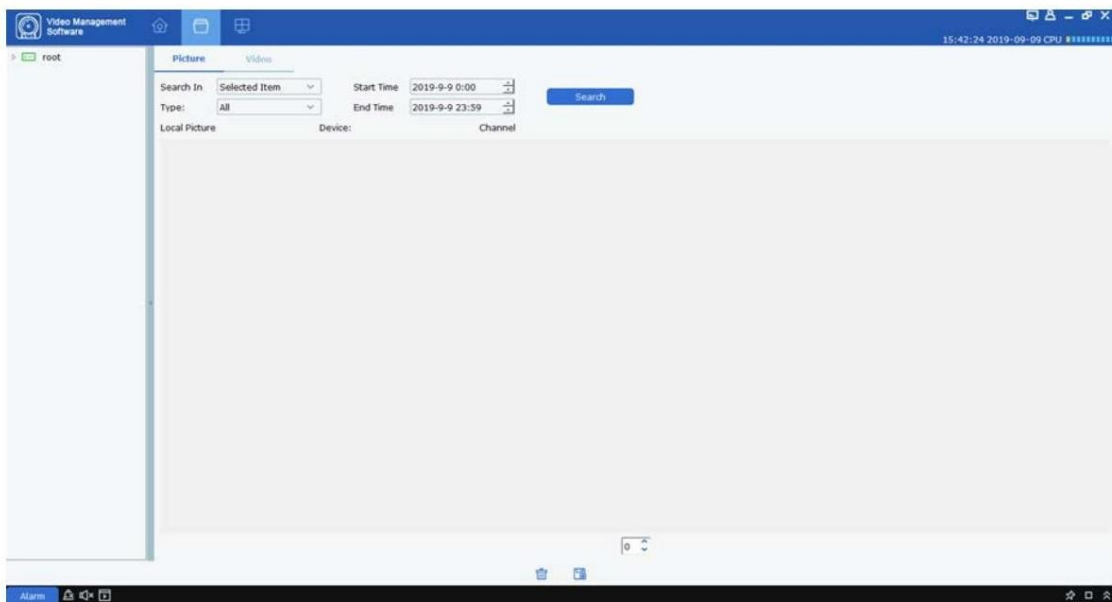 Video Management
Software
15:42:24 2019-09-09 CPU
root
Picture Video
Search In Selected Item Start Time 2019-9-9 0:00 Search
Type: All End Time 2019-9-9 23:59
Local Picture Device: Channel
0
Alarm